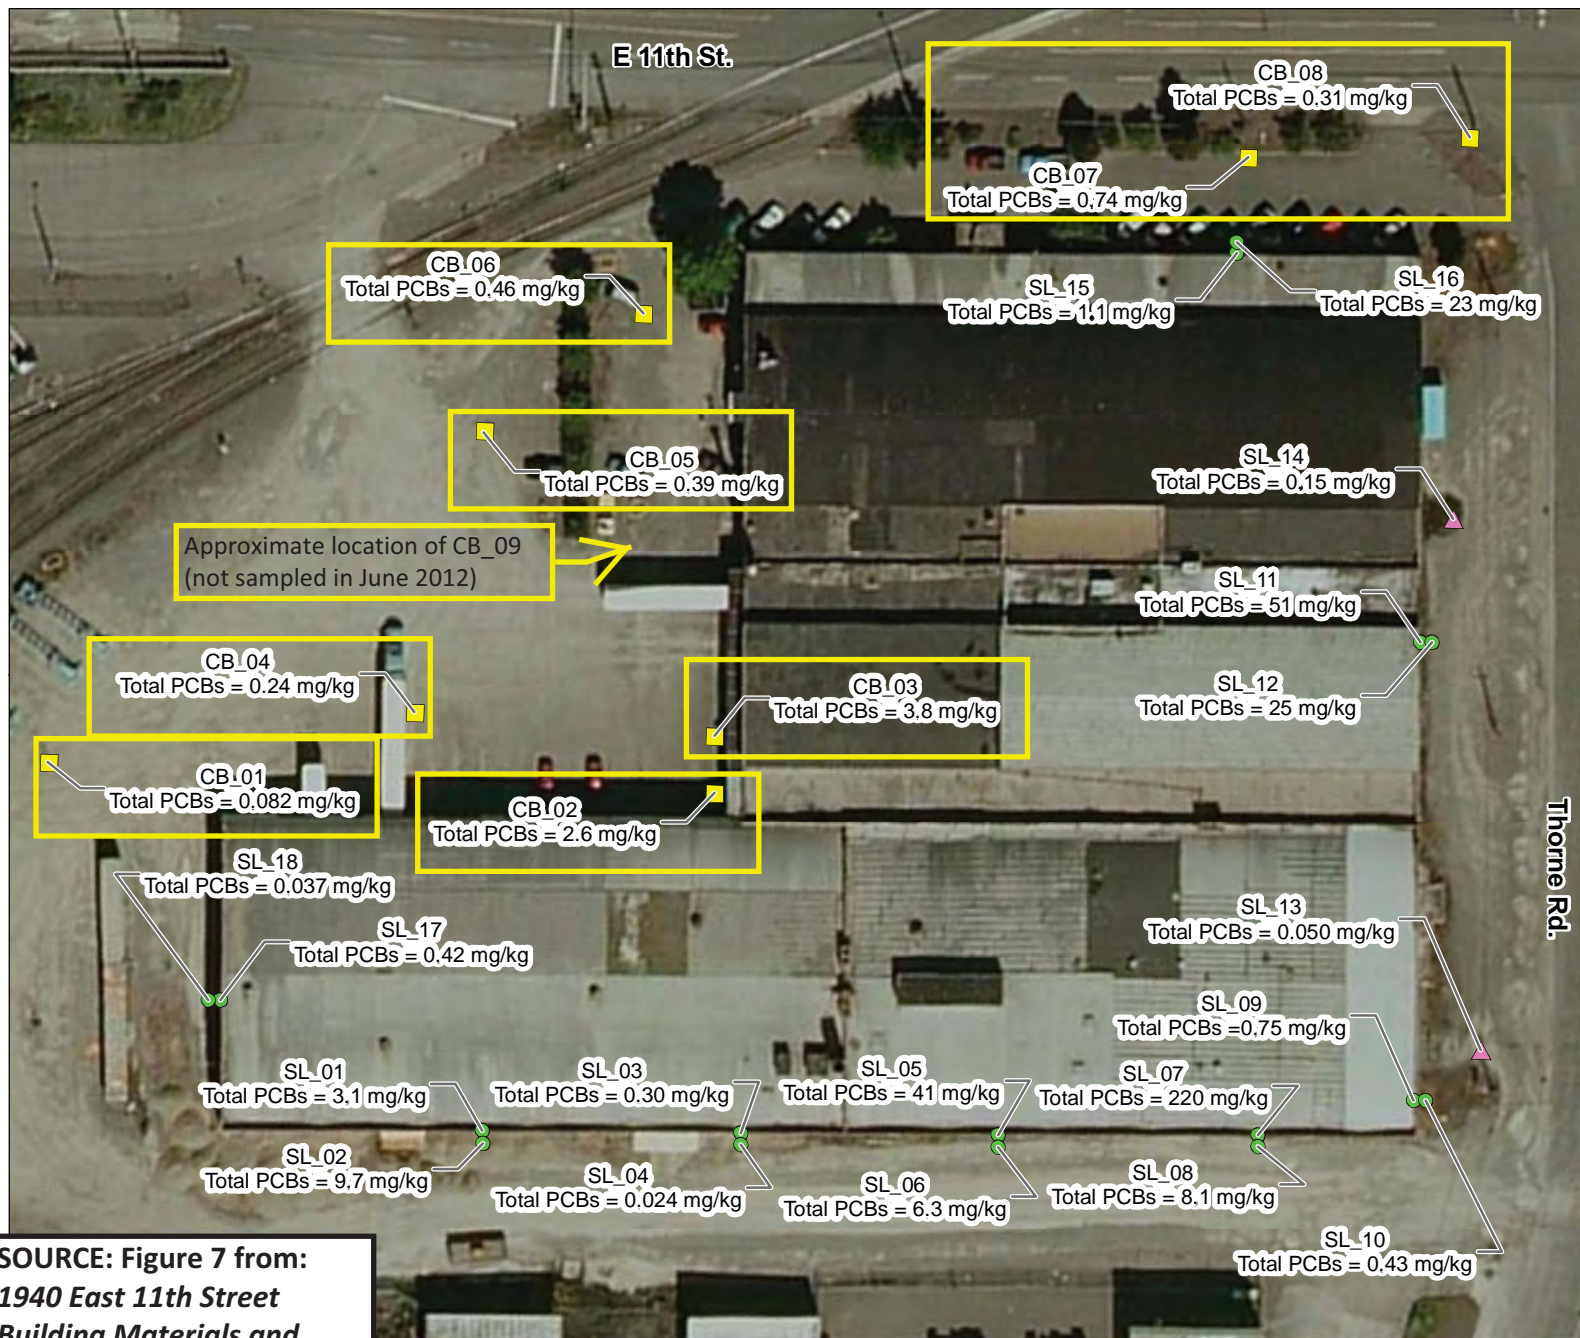 E 11th St.
CB_08
Total PCBs = 0.31 mg/kg
CB_07
Total PCBs = 0.74 mg/kg
CB_06
Total PCBs = 0.46 mg/kg
SL_15
Total PCBs = 1.1 mg/kg
SL_16
Total PCBs = 23 mg/kg
CB_05
Total PCBs = 0.39 mg/kg
SL_14
Total PCBs = 0.15 mg/kg
Approximate location of CB_09
(not sampled in June 2012)
SL_11
Total PCBs = 51 mg/kg
CB_04
Total PCBs = 0.24 mg/kg
CB_03
Total PCBs = 3.8 mg/kg
SL_12
Total PCBs = 25 mg/kg
CB_01
Total PCBs = 0.082 mg/kg
CB_02
Total PCBs = 2.6 mg/kg
Thorne Rd.
SL_18
Total PCBs = 0.037 mg/kg
SL_17
Total PCBs = 0.42 mg/kg
SL_13
Total PCBs = 0.050 mg/kg
SL_09
Total PCBs =0.75 mg/kg
SL_01
Total PCBs = 3.1 mg/kg
SL_03
Total PCBs = 0.30 mg/kg
SL_05
Total PCBs = 41 mg/kg
SL_07
Total PCBs = 220 mg/kg
SL_02
Total PCBs = 9.7 mg/kg
SL_04
Total PCBs = 0.024 mg/kg
SL_06
Total PCBs = 6.3 mg/kg
SL_08
Total PCBs = 8.1 mg/kg
SL_10
Total PCBs = 0.43 mg/kg
SOURCE: Figure 7 from:
1940 East 11th Street
Building Materials and